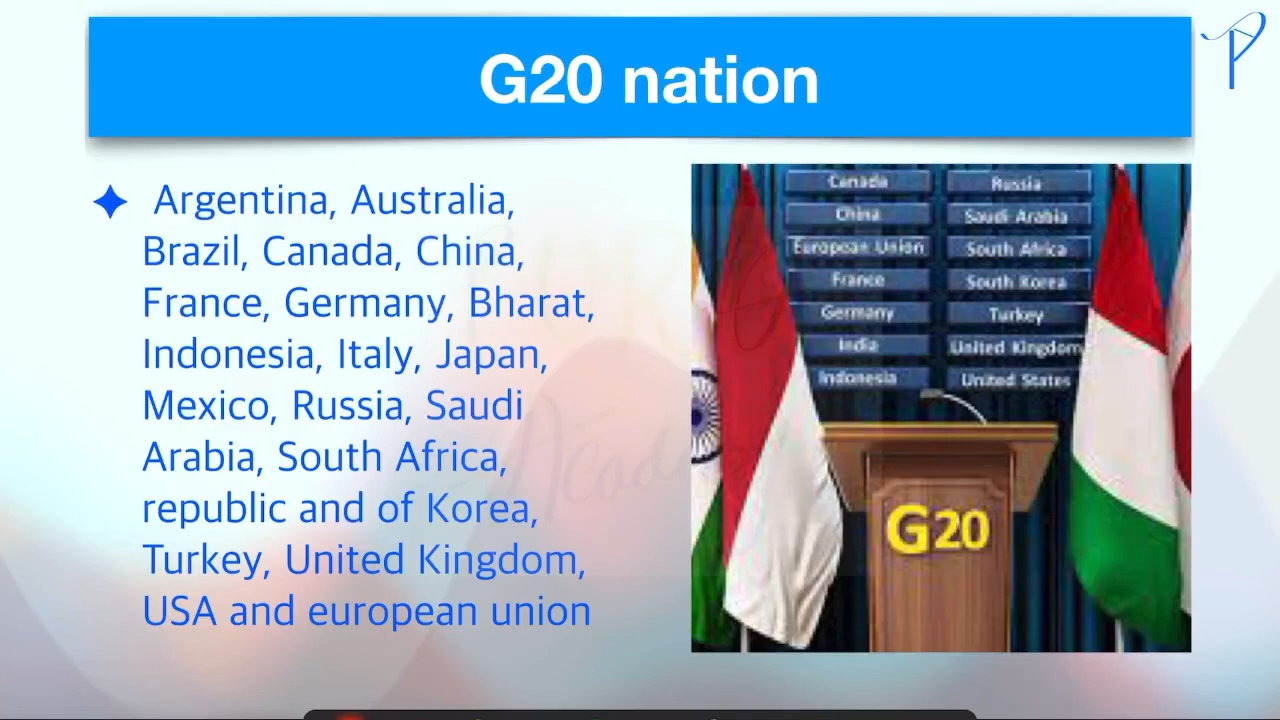 G20 nation
Argentina, Australia,
Brazil, Canada, China,
France, Germany, Bharat,
Indonesia, Italy, Japan,
Mexico, Russia, Saudi
Arabia, South Africa,
republic and of Korea,
Turkey, United Kingdom,
USA and european union
Canada
China
European Union
France
Germany
India
Indonesia
Russia
Saudi Arabia
South Africa
South Korea
Turkey
United Kingdom
United States
G20